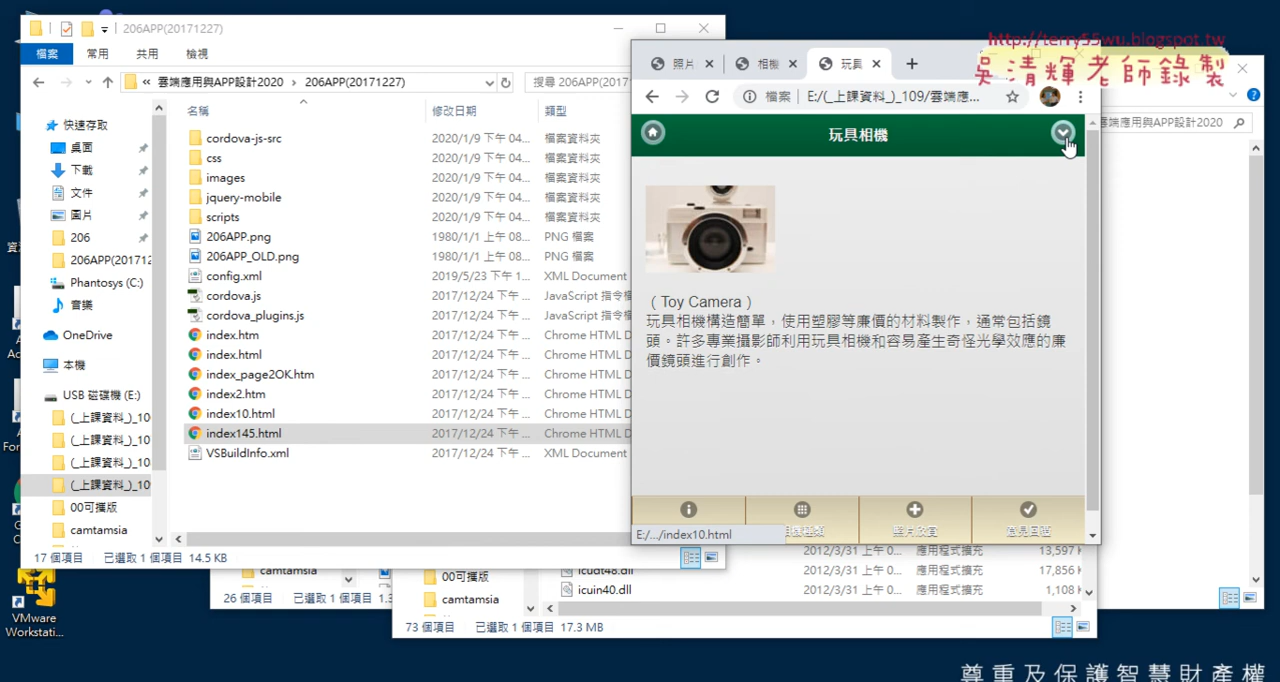 206APP(20171227)
檔案
常用
共用
檢視
« 雲端應用與APP設計2020 > 206APP(20171227)
搜尋 206APP(2017
名稱
修改日期
類型
快速存取
桌面
下載
文件
圖片
206
206APP(20171
Phantosys (C:)
音樂
OneDrive
本機
USB 磁碟機 (E:)
(_上課資料_)_10
(_上課資料_)_10
(_上課資料_)_10
(_上課資料_)_10
00可攜版
camtamsia
cordova-js-src 2020/1/9 下午 04... 檔案資料夾
css 2020/1/9 下午 04... 檔案資料夾
images 2020/1/9 下午 04... 檔案資料夾
jquery-mobile 2020/1/9 下午 04... 檔案資料夾
scripts 2020/1/9 下午 04... 檔案資料夾
206APP.png 1980/1/1 上午 08... PNG 檔案
206APP_OLD.png 1980/1/1 上午 08... PNG 檔案
config.xml 2019/5/23 下午 1... XML Document
cordova.js 2017/12/24 下午 ... JavaScript 指令檔
cordova_plugins.js 2017/12/24 下午 ... JavaScript 指令檔
index.htm 2017/12/24 下午 ... Chrome HTML D
index.html 2017/12/24 下午 ... Chrome HTML D
index_page2OK.htm 2017/12/24 下午 ... Chrome HTML D
index2.htm 2017/12/24 下午 ... Chrome HTML D
index10.html 2017/12/24 下午 ... Chrome HTML D
index145.html 2017/12/24 下午 ... Chrome HTML D
VSBuildInfo.xml 2017/12/24 下午 ... XML Document
17 個項目 已選取 1 個項目 14.5 KB
照片
相機
玩具
檔案 | E:/(_上課資料_)_109/雲端應...
玩具相機
（Toy Camera）
玩具相機構造簡單，使用塑膠等廉價的材料製作，通常包括鏡
頭。許多專業攝影師利用玩具相機和容易產生奇怪光學效應的廉
價鏡頭進行創作。
相機種類
照片欣賞
意見回饋
E:/.../index10.html
http://terry55wu.blogspot.tw
吳清輝老師錄製
雲端應用與APP設計2020
camtamsia
26 個項目 已選取 1 個項目 1.3
00可攜版
camtamsia
icudt48.dll 2012/3/31 上午 0... 應用程式擴充 13,597 K
2012/3/31 上午 0... 應用程式擴充 17,856 K
icuin40.dll 2012/3/31 上午 0... 應用程式擴充 1,108 K
73 個項目 已選取 1 個項目 17.3 MB
VMware
Workstati...
尊重及保護智慧財產權